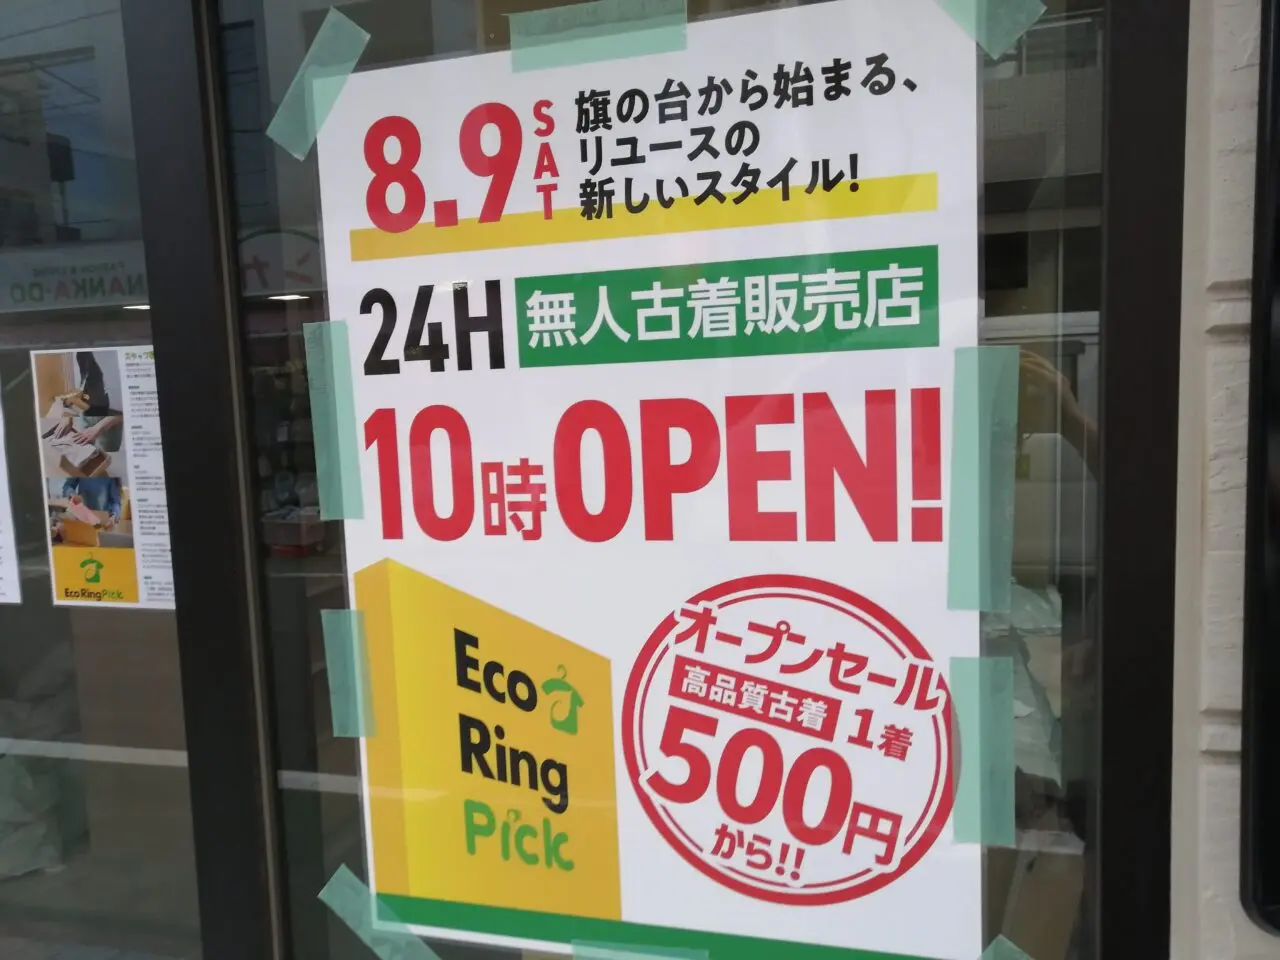 8.9
SAT
旗の台から始まる、
リユースの
新しいスタイル!
24H
無人古着販売店
10時OPEN!
Eco
Ring
Pick
オープンセール
高品質古着 1着
500円
から!!
Eco Ring Pick